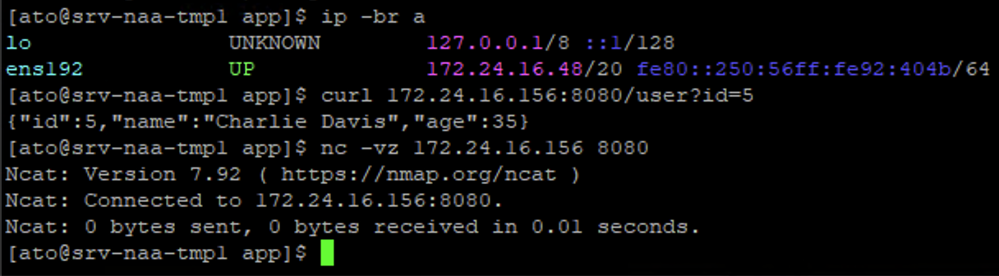 [ato@srv-naa-tmpl app]$ ip -br a
lo               UNKNOWN        127.0.0.1/8 ::1/128
ens192           UP             172.24.16.48/20 fe80::250:56ff:fe92:404b/64
[ato@srv-naa-tmpl app]$ curl 172.24.16.156:8080/user?id=5
{"id":5,"name":"Charlie Davis","age":35}
[ato@srv-naa-tmpl app]$ nc -vz 172.24.16.156 8080
Ncat: Version 7.92 ( https://nmap.org/ncat )
Ncat: Connected to 172.24.16.156:8080.
Ncat: 0 bytes sent, 0 bytes received in 0.01 seconds.
[ato@srv-naa-tmpl app]$